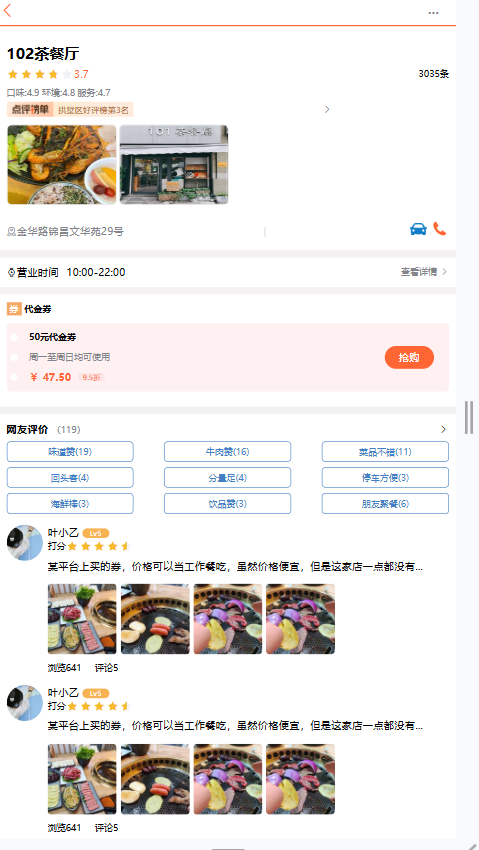 102茶餐厅
3.7
3035条
口味:4.9 环境:4.8 服务:4.7
点评榜单 拱墅区好评榜第3名
101 茶餐廳
金华路锦昌文华苑29号
营业时间 10:00-22:00
查看详情
券 代金券
50元代金券
周一至周日均可使用
¥ 47.50 9.5折
抢购
网友评价 (119)
味道赞(19) 牛肉赞(16) 菜品不错(11)
回头客(4) 分量足(4) 停车方便(3)
海鲜棒(3) 饮品赞(3) 朋友聚餐(6)
叶小乙 Lv5
打分
某平台上买的券，价格可以当工作餐吃，虽然价格便宜，但是这家店一点都没有...
浏览641 评论5
叶小乙 Lv5
打分
某平台上买的券，价格可以当工作餐吃，虽然价格便宜，但是这家店一点都没有...
浏览641 评论5